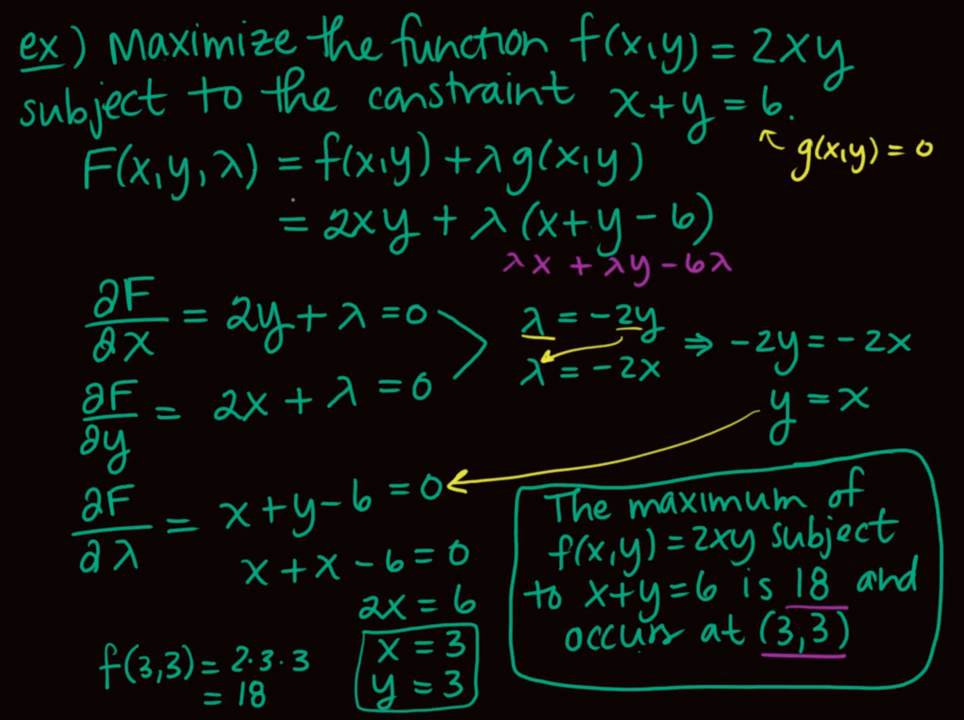 ex) Maximize the function f(x,y) = 2xy
subject to the constraint x+y = 6.
g(x,y) = 0
F(x,y,λ) = f(x,y) + λg(x,y)
= 2xy + λ(x+y-6)
λx + λy - 6λ
∂F/∂x = 2y + λ = 0
∂F/∂y = 2x + λ = 0
λ = -2y
λ = -2x
⇒ -2y = -2x
y = x
∂F/∂λ = x+y-6 = 0
x+x-6 = 0
2x = 6
x = 3
y = 3
f(3,3) = 2·3·3
= 18
The maximum of
f(x,y) = 2xy subject
to x+y=6 is 18 and
occurs at (3,3)